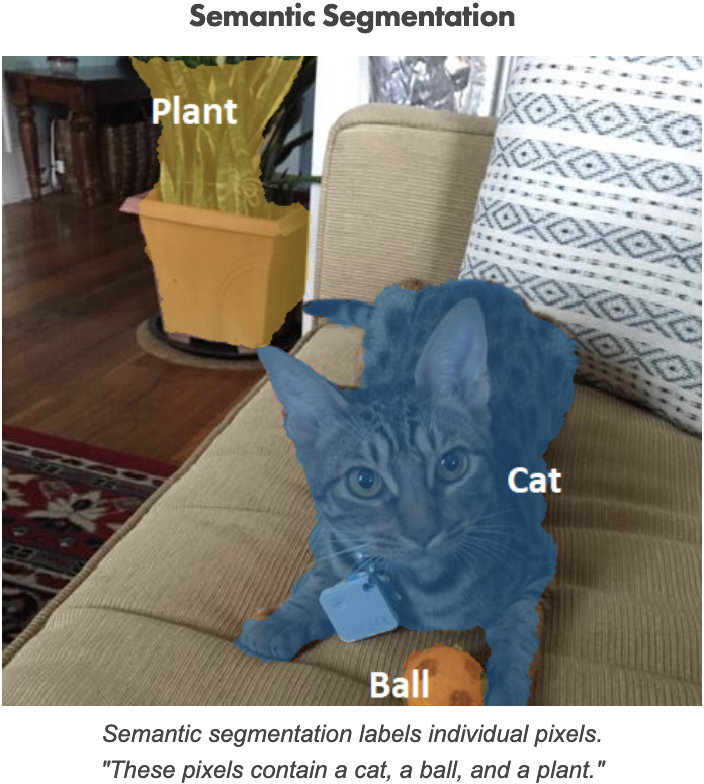 Semantic Segmentation
Plant
Cat
Ball
Semantic segmentation labels individual pixels.
"These pixels contain a cat, a ball, and a plant."